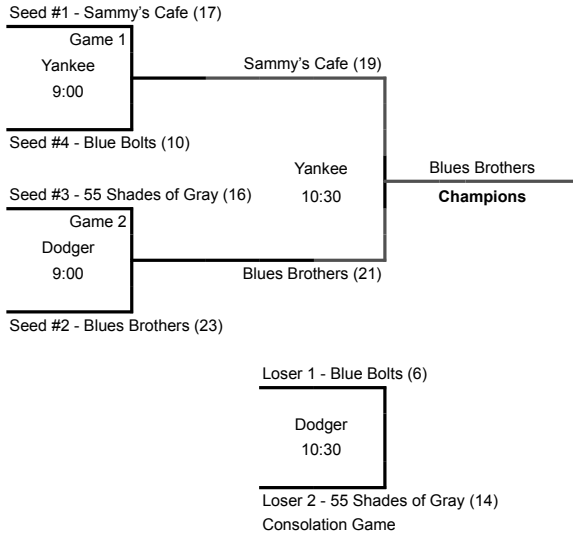 Seed #1 - Sammy's Cafe (17)
Game 1
Yankee
9:00
Sammy's Cafe (19)
Seed #4 - Blue Bolts (10)
Yankee
10:30
Blues Brothers
Champions
Seed #3 - 55 Shades of Gray (16)
Game 2
Dodger
9:00
Blues Brothers (21)
Seed #2 - Blues Brothers (23)
Loser 1 - Blue Bolts (6)
Dodger
10:30
Loser 2 - 55 Shades of Gray (14)
Consolation Game